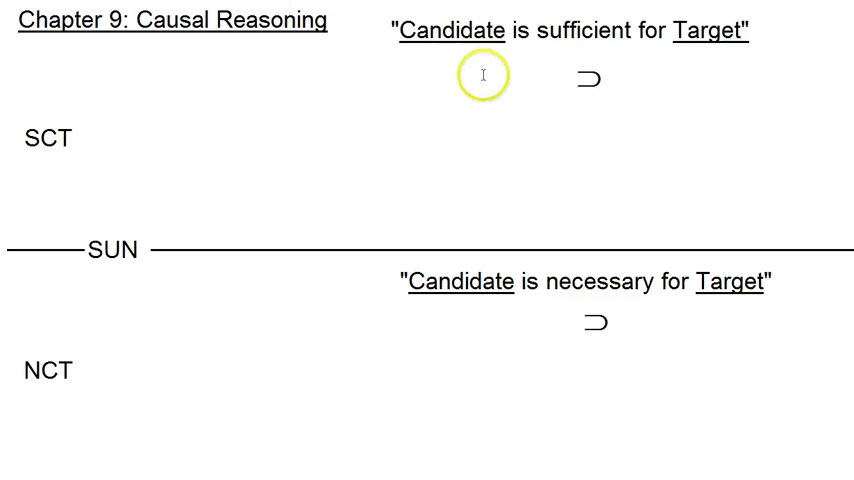 Chapter 9: Causal Reasoning
"Candidate is sufficient for Target"
⊃
SCT
SUN
"Candidate is necessary for Target"
⊃
NCT